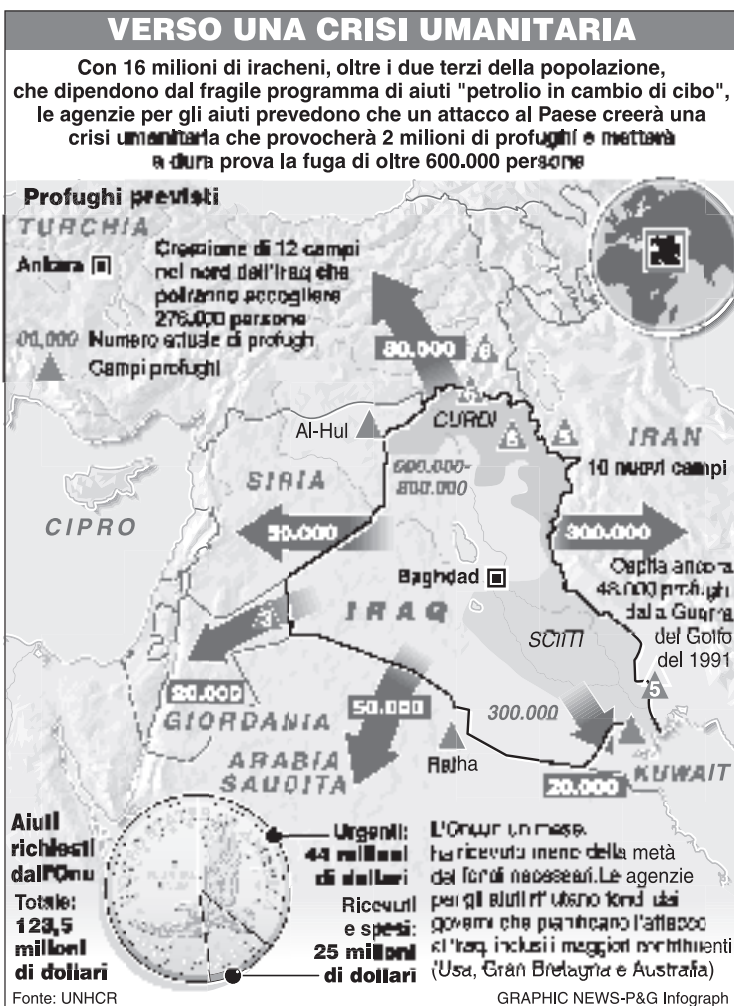 VERSO UNA CRISI UMANITARIA
Con 16 milioni di iracheni, oltre i due terzi della popolazione,
che dipendono dal fragile programma di aiuti "petrolio in cambio di cibo",
le agenzie per gli aiuti prevedono che un attacco al Paese creerà una
crisi umanitaria che provocherà 2 milioni di profughi e metterà
a dura prova la fuga di oltre 600.000 persone
Profughi previsti
TURCHIA
Ankara
Creazione di 12 campi
nel nord dell'Iraq che
potranno accogliere
276.000 persone
00,000 Numero attuale di profughi
Campi profughi
80.000
CURDI
Al-Hul
6
5
IRAN
10 nuovi campi
SIRIA
CIPRO
300.000
Baghdad
Ospita ancora
48.000 profughi
dalla Guerra
del Golfo
del 1991
IRAQ
SCIITI
5
20.000
GIORDANIA
50.000
300.000
ARABIA
SAUDITA
Rafha
20.000
KUWAIT
Aiuti
richiesti
dall'Onu
Totale:
123,5
milioni
di dollari
Urgenti:
44 milioni
di dollari
Ricevuti
e spesi:
25 milioni
di dollari
L'Onu in un mese
ha ricevuto meno della metà
dei fondi necessari. Le agenzie
per gli aiuti rifiutano fondi dai
governi che pianificano l'attacco
all'Iraq, inclusi i maggiori contribuenti
(Usa, Gran Bretagna e Australia)
Fonte: UNHCR
GRAPHIC NEWS-P&G Infograph